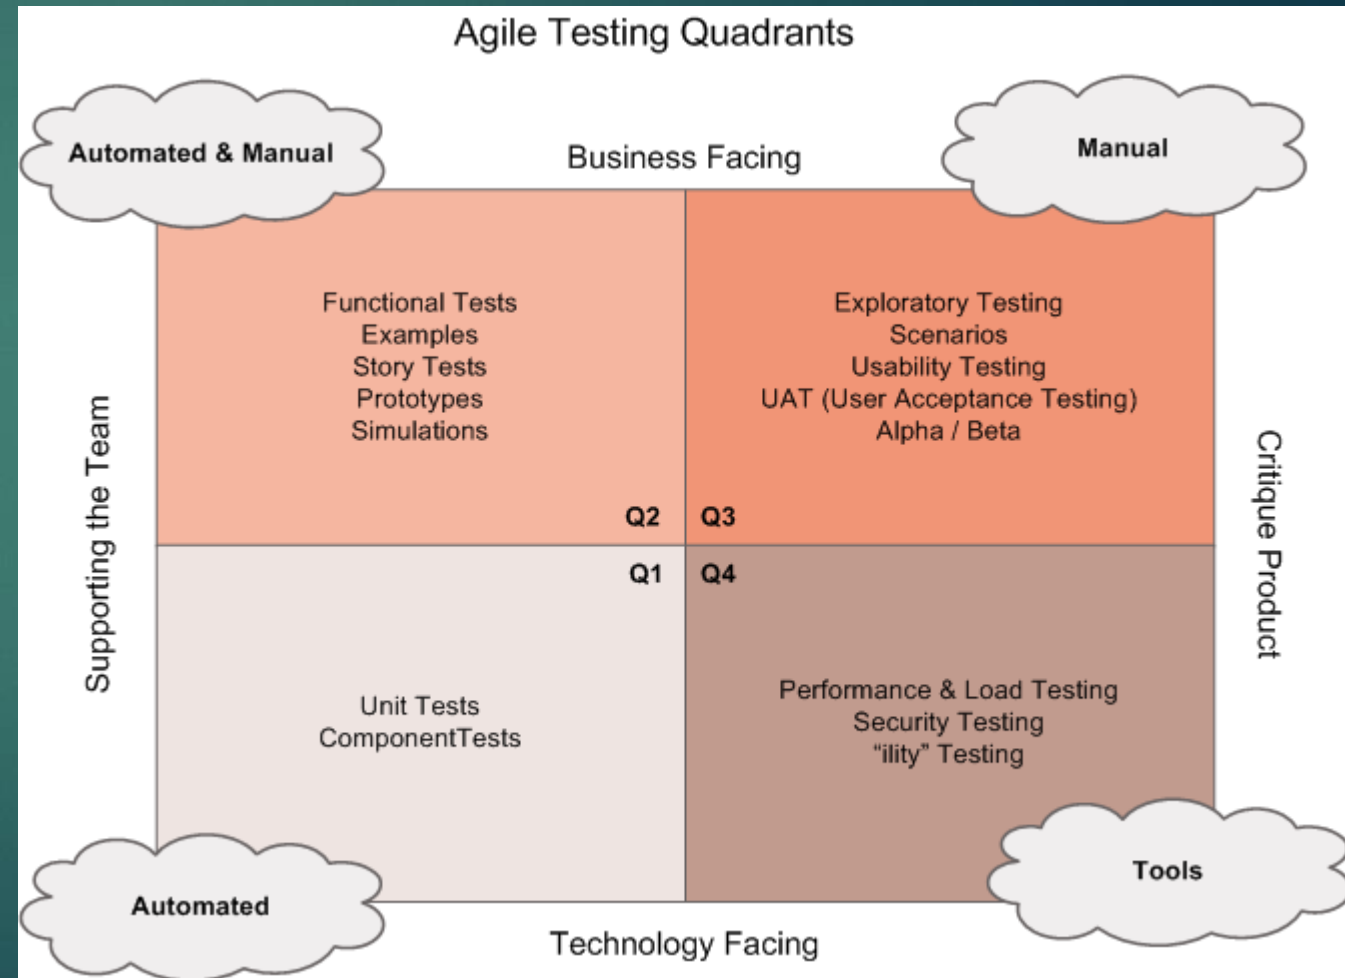 Agile Testing Quadrants
Automated & Manual
Business Facing
Manual
Functional Tests
Examples
Story Tests
Prototypes
Simulations
Q2
Exploratory Testing
Scenarios
Usability Testing
UAT (User Acceptance Testing)
Alpha / Beta
Q3
Supporting the Team
Critique Product
Q1
Unit Tests
ComponentTests
Q4
Performance & Load Testing
Security Testing
“ility” Testing
Automated
Technology Facing
Tools